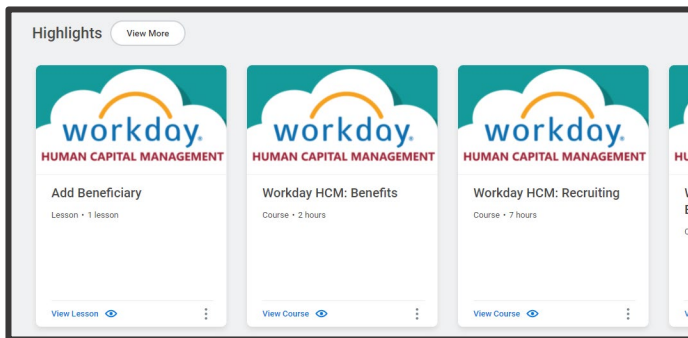 Highlights
View More
workday.
HUMAN CAPITAL MANAGEMENT
Add Beneficiary
Lesson • 1 lesson
View Lesson
workday.
HUMAN CAPITAL MANAGEMENT
Workday HCM: Benefits
Course • 2 hours
View Course
workday.
HUMAN CAPITAL MANAGEMENT
Workday HCM: Recruiting
Course • 7 hours
View Course